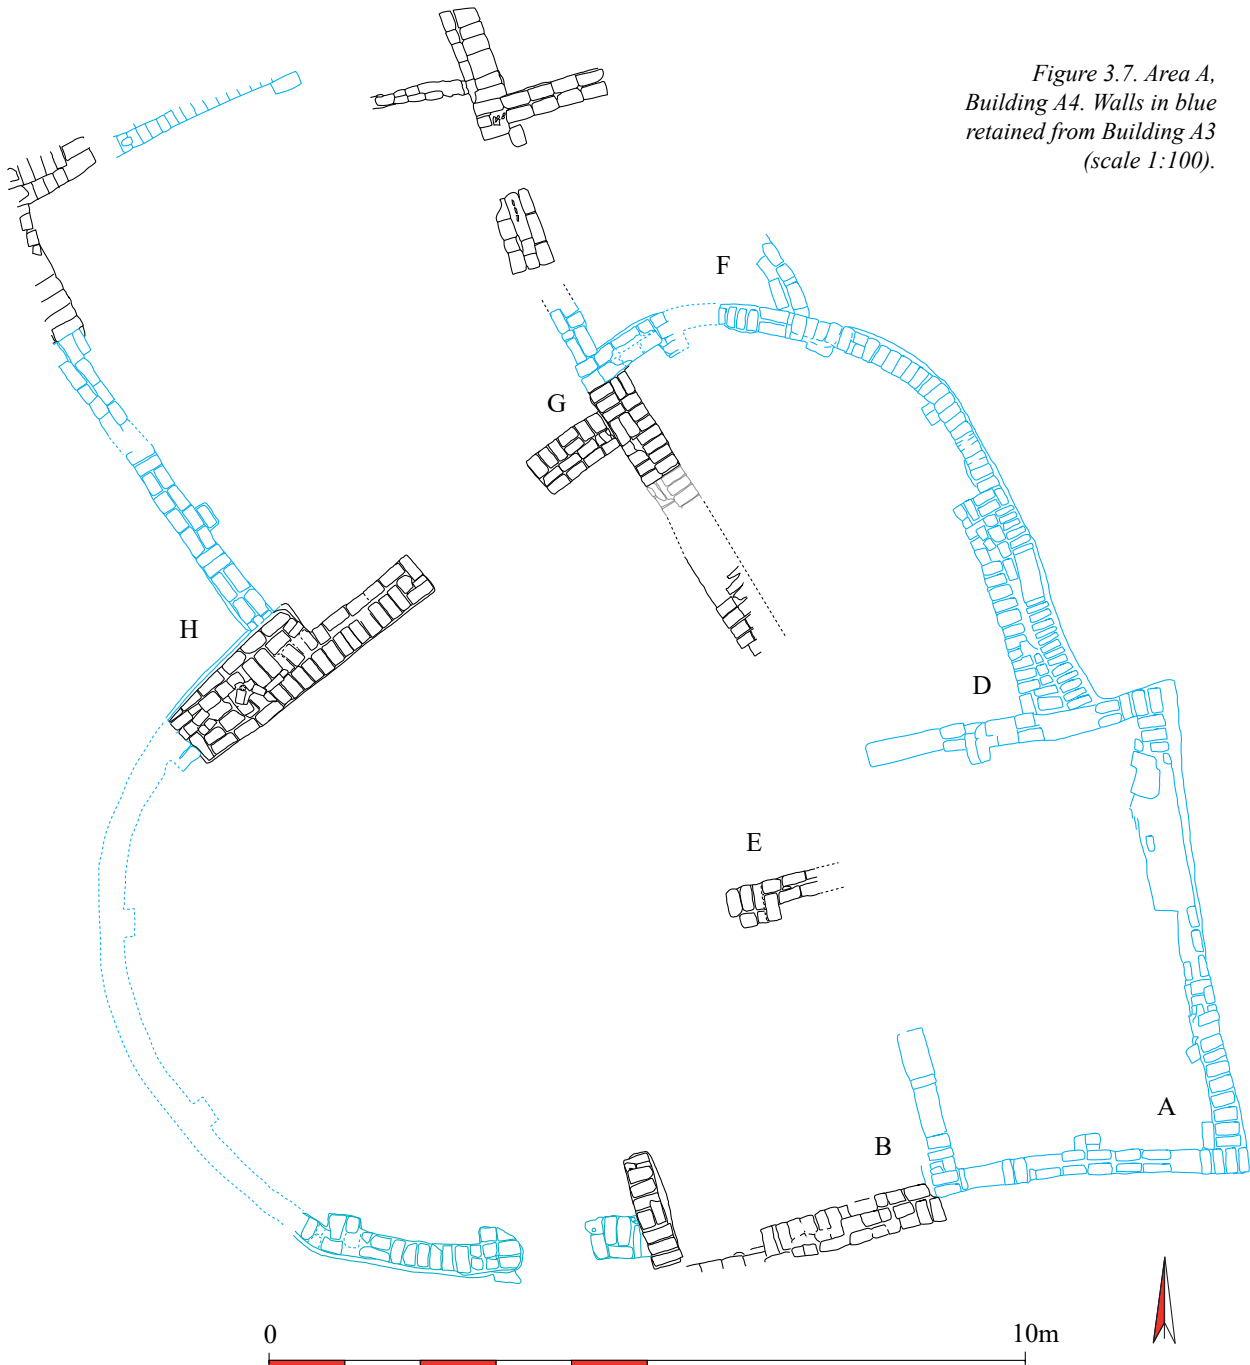 Figure 3.7. Area A,
Building A4. Walls in blue
retained from Building A3
(scale 1:100).
F
G
H
D
E
A
B
0 10m